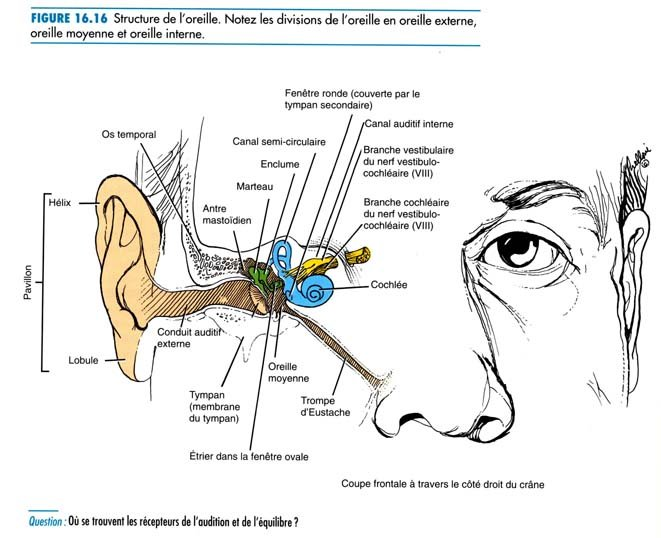 FIGURE 16.16 Structure de l'oreille. Notez les divisions de l'oreille en oreille externe,
oreille moyenne et oreille interne.
Fenêtre ronde (couverte par le
tympan secondaire)
Canal auditif interne
Os temporal
Canal semi-circulaire
Branche vestibulaire
du nerf vestibulo-
cochléaire (VIII)
Enclume
Marteau
Hélix
Antre
mastoïdien
Branche cochléaire
du nerf vestibulo-
cochléaire (VIII)
Pavillon
Cochlée
Conduit auditif
externe
Lobule
Oreille
moyenne
Tympan
(membrane
du tympan)
Trompe
d'Eustache
Étrier dans la fenêtre ovale
Coupe frontale à travers le côté droit du crâne
Question : Où se trouvent les récepteurs de l'audition et de l'équilibre ?